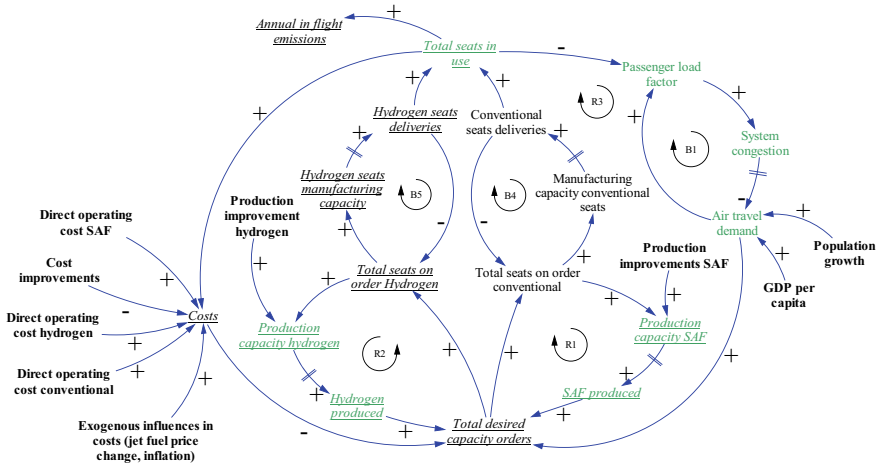 Annual in flight
emissions
Total seats in
use
-
Passenger load
factor
+
+
+
R3
+
+
Hydrogen seats
deliveries
Conventional
seats deliveries
+
+
+
B1
System
congestion
Hydrogen seats
manufacturing
capacity
Manufacturing
capacity conventional
seats
B5
B4
Production
improvement
hydrogen
-
-
-
Air travel
demand
+
Population
growth
Direct operating
cost SAF
+
+
+
Production
improvements SAF
+
GDP per
capita
Cost
improvements
-
Total seats on
order Hydrogen
Total seats on order
conventional
+
+
+
+
Direct operating
cost hydrogen
+
Costs
Production
capacity hydrogen
Production
capacity SAF
R2
R1
+
+
+
Direct operating
cost conventional
+
+
+
+
Hydrogen
produced
SAF produced
+
Exogenous influences in
costs (jet fuel price
change, inflation)
-
+
Total desired
capacity orders